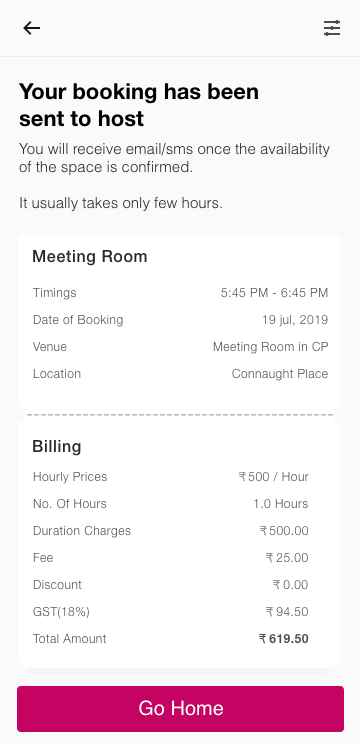 Your booking has been
sent to host
You will receive email/sms once the availability
of the space is confirmed.
It usually takes only few hours.
Meeting Room
Timings 5:45 PM - 6:45 PM
Date of Booking 19 jul, 2019
Venue Meeting Room in CP
Location Connaught Place
Billing
Hourly Prices ₹500 / Hour
No. Of Hours 1.0 Hours
Duration Charges ₹500.00
Fee ₹ 25.00
Discount ₹ 0.00
GST(18%) ₹ 94.50
Total Amount ₹ 619.50
Go Home